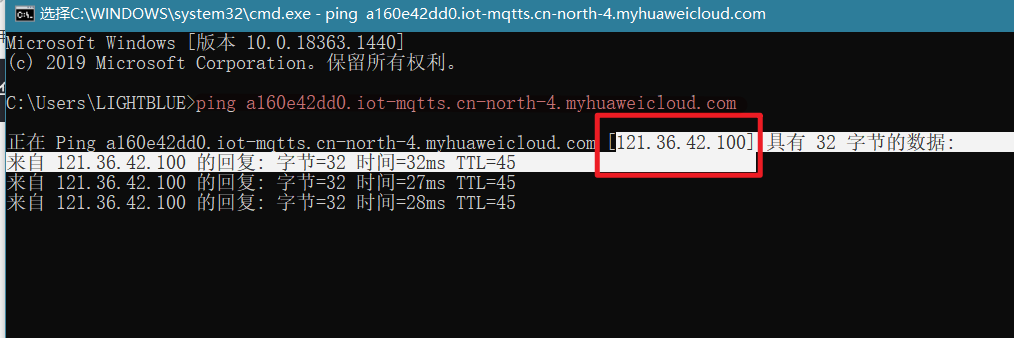 选择C:\WINDOWS\system32\cmd.exe - ping  a160e42dd0.iot-mqtts.cn-north-4.myhuaweicloud.com
Microsoft Windows [版本 10.0.18363.1440]
(c) 2019 Microsoft Corporation。保留所有权利。
C:\Users\LIGHTBLUE>ping a160e42dd0.iot-mqtts.cn-north-4.myhuaweicloud.com
正在 Ping a160e42dd0.iot-mqtts.cn-north-4.myhuaweicloud.com [121.36.42.100] 具有 32 字节的数据:
来自 121.36.42.100 的回复: 字节=32 时间=32ms TTL=45
来自 121.36.42.100 的回复: 字节=32 时间=27ms TTL=45
来自 121.36.42.100 的回复: 字节=32 时间=28ms TTL=45